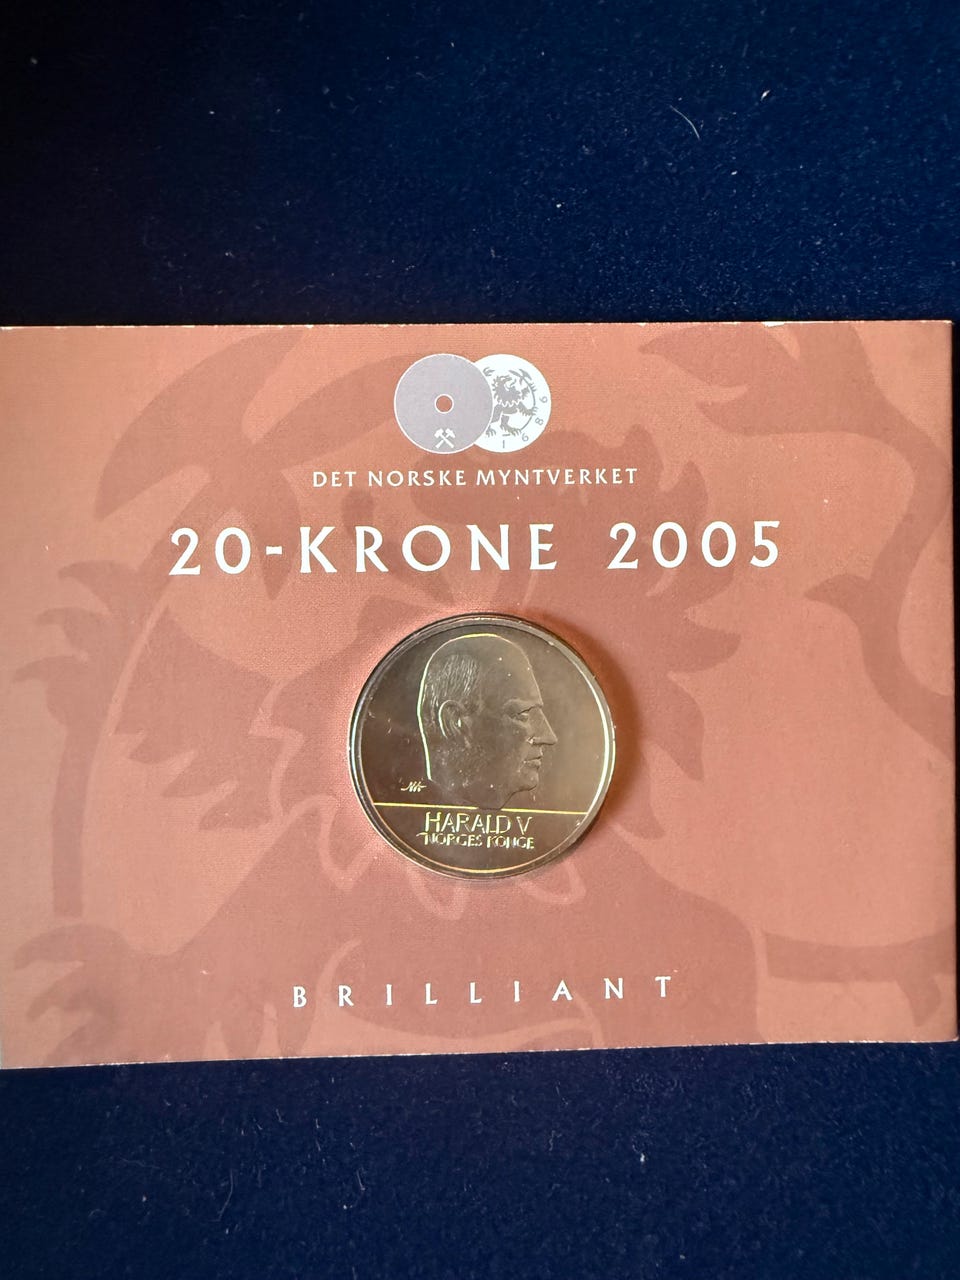 1686
DET NORSKE MYNTVERKET
20-KRONE 2005
HARALD V
NORGES KONGE
BRILLIANT